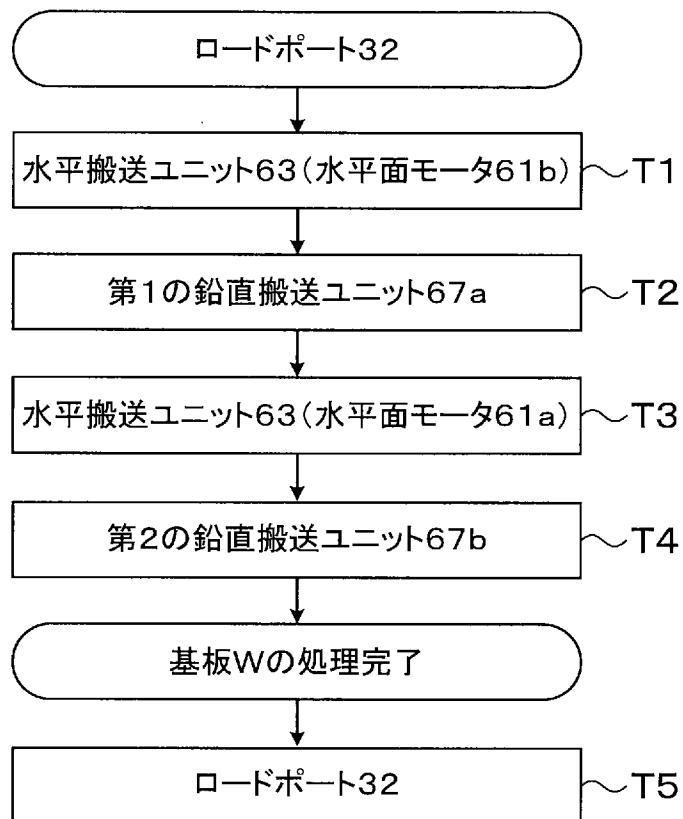 ロードポート32
水平搬送ユニット63(水平面モータ61b)
T1
第1の鉛直搬送ユニット67a
T2
水平搬送ユニット63(水平面モータ61a)
T3
第2の鉛直搬送ユニット67b
T4
基板Wの処理完了
ロードポート32
T5